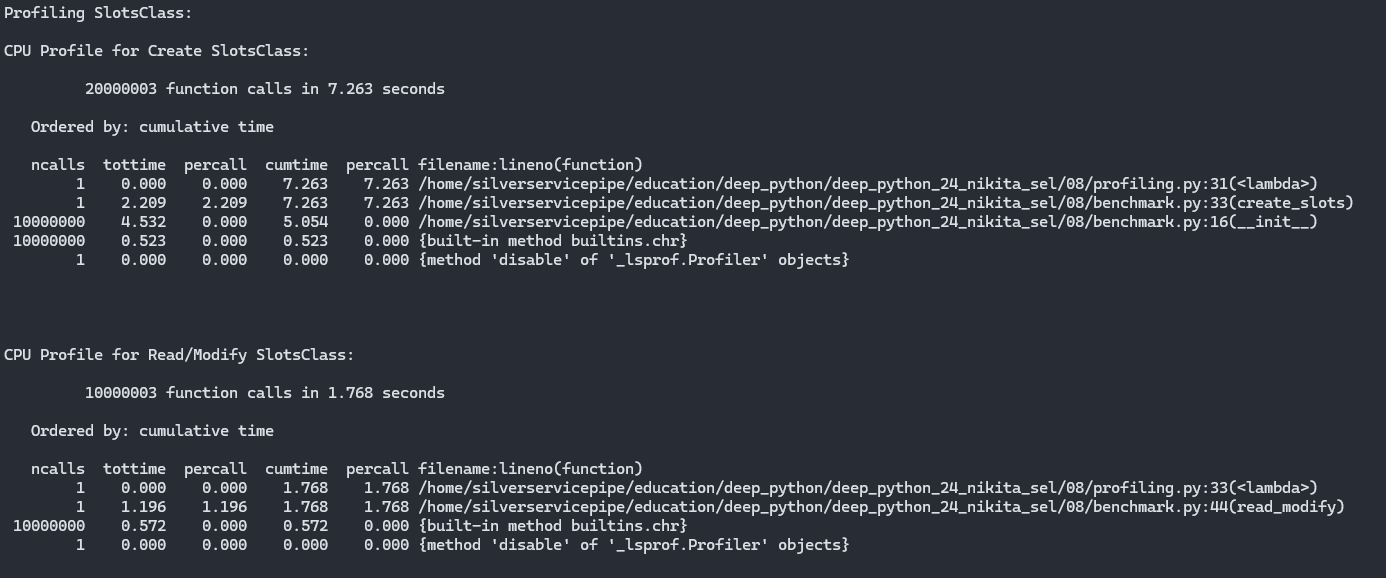 Profiling SlotsClass:
CPU Profile for Create SlotsClass:
20000003 function calls in 7.263 seconds
Ordered by: cumulative time
ncalls  tottime  percall  cumtime  percall filename:lineno(function)
1    0.000    0.000    7.263    7.263 /home/silverservicepipe/education/deep_python/deep_python_24_nikita_sel/08/profiling.py:31(<lambda>)
1    2.209    2.209    7.263    7.263 /home/silverservicepipe/education/deep_python/deep_python_24_nikita_sel/08/benchmark.py:33(create_slots)
10000000    4.532    0.000    5.054    0.000 /home/silverservicepipe/education/deep_python/deep_python_24_nikita_sel/08/benchmark.py:16(__init__)
10000000    0.523    0.000    0.523    0.000 {built-in method builtins.chr}
1    0.000    0.000    0.000    0.000 {method 'disable' of '_lsprof.Profiler' objects}
CPU Profile for Read/Modify SlotsClass:
10000003 function calls in 1.768 seconds
Ordered by: cumulative time
ncalls  tottime  percall  cumtime  percall filename:lineno(function)
1    0.000    0.000    1.768    1.768 /home/silverservicepipe/education/deep_python/deep_python_24_nikita_sel/08/profiling.py:33(<lambda>)
1    1.196    1.196    1.768    1.768 /home/silverservicepipe/education/deep_python/deep_python_24_nikita_sel/08/benchmark.py:44(read_modify)
10000000    0.572    0.000    0.572    0.000 {built-in method builtins.chr}
1    0.000    0.000    0.000    0.000 {method 'disable' of '_lsprof.Profiler' objects}